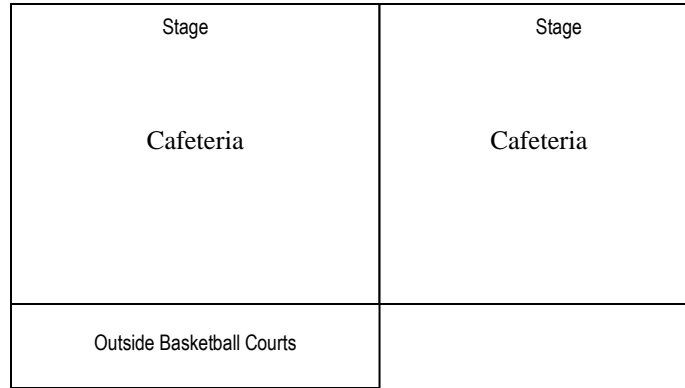 Stage Stage
Cafeteria Cafeteria
Outside Basketball Courts